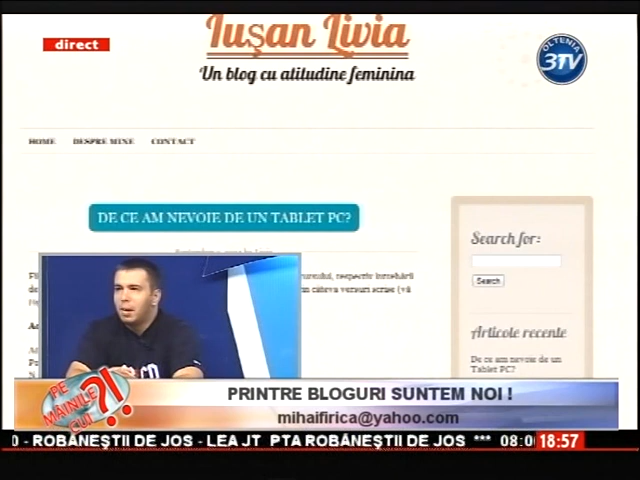 direct
Iuşan Livia
Un blog cu atitudine feminina
OLTENIA
3TV
HOME DESPRE MINE CONTACT
DE CE AM NEVOIE DE UN TABLET PC?
Search for:
Search
Articole recente
De ce am nevoie de un
Tablet PC?
PE
MAINILE
CUI
?!
PRINTRE BLOGURI SUNTEM NOI !
mihaifirica@yahoo.com
0 - ROBĂNEŞTII DE JOS - LEA JT PTA ROBĂNEŞTII DE JOS *** 08:0
18:57